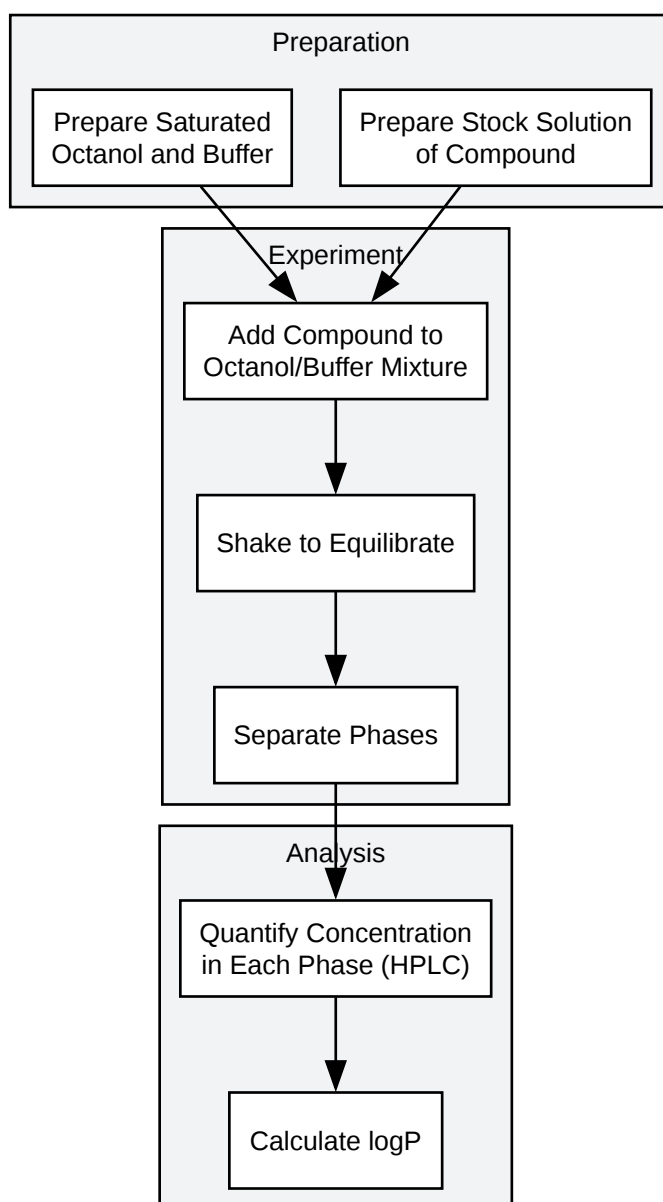 Preparation
Prepare Saturated
Octanol and Buffer
Prepare Stock Solution
of Compound
Experiment
Add Compound to
Octanol/Buffer Mixture
Shake to Equilibrate
Separate Phases
Analysis
Quantify Concentration
in Each Phase (HPLC)
Calculate logP